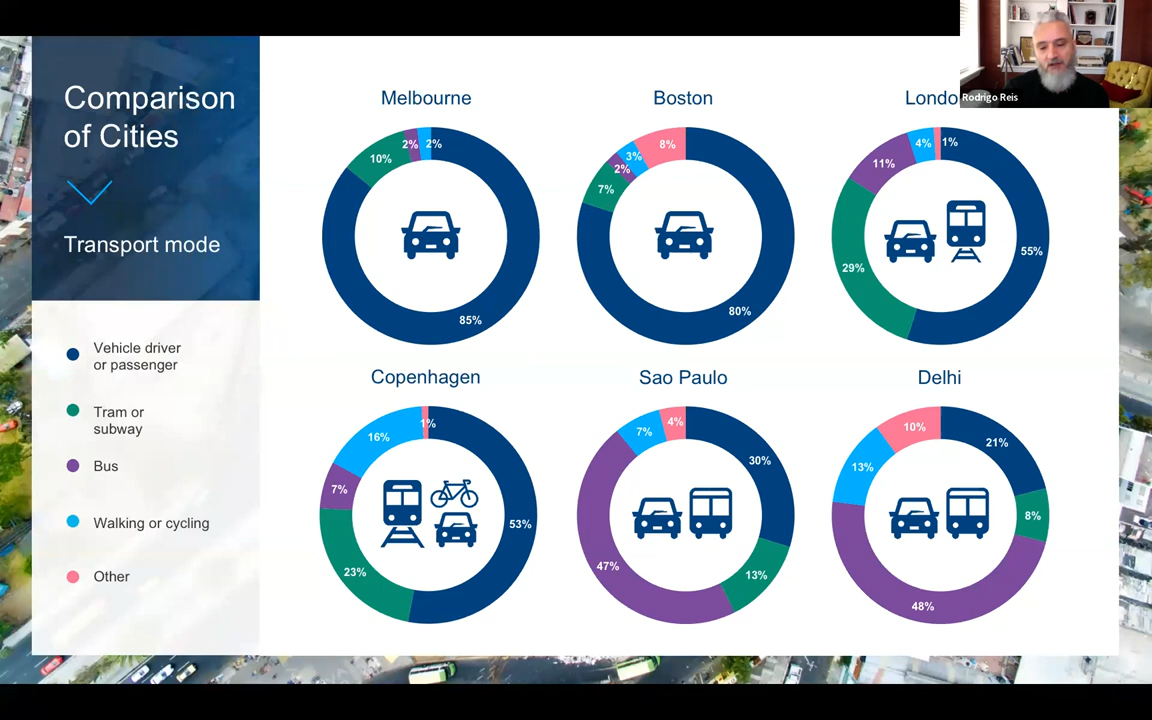 Comparison
of Cities
Transport mode
Vehicle driver
or passenger
Tram or
subway
Bus
Walking or cycling
Other
Melbourne
10%
2%
2%
85%
Boston
8%
3%
2%
7%
80%
Londo
1%
4%
11%
29%
55%
Rodrigo Reis
Copenhagen
1%
16%
7%
23%
53%
Sao Paulo
4%
7%
30%
47%
13%
Delhi
10%
21%
13%
8%
48%